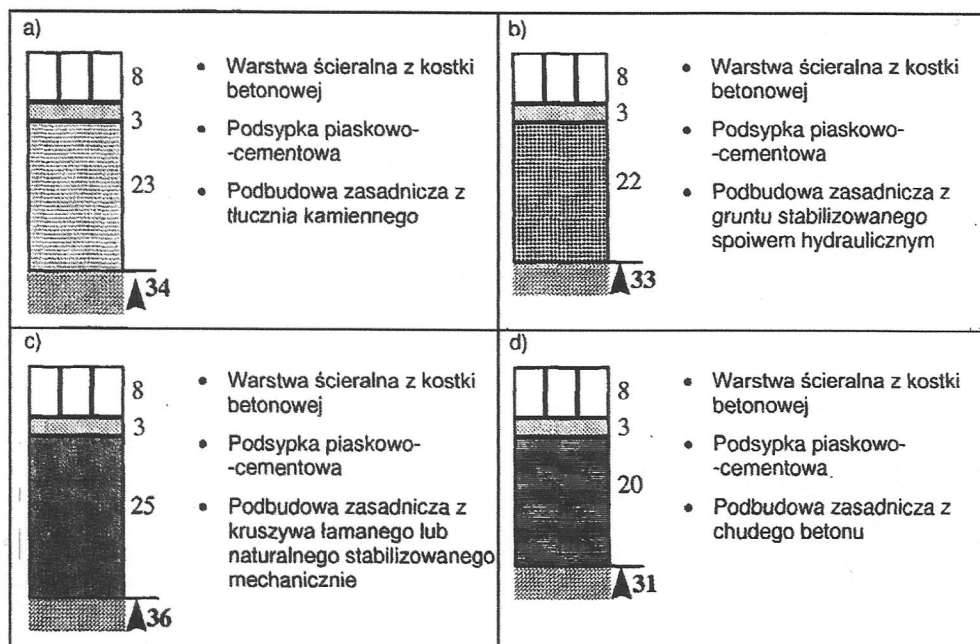 a)
8
3
23
34
• Warstwa ścieralna z kostki
betonowej
• Podsypka piaskowo-
-cementowa
• Podbudowa zasadnicza z
tłucznia kamiennego
b)
8
3
22
33
• Warstwa ścieralna z kostki
betonowej
• Podsypka piaskowo-
-cementowa
• Podbudowa zasadnicza z
gruntu stabilizowanego
spoiwem hydraulicznym
c)
8
3
25
36
• Warstwa ścieralna z kostki
betonowej
• Podsypka piaskowo-
-cementowa
• Podbudowa zasadnicza z
kruszywa łamanego lub
naturalnego stabilizowanego
mechanicznie
d)
8
3
20
31
• Warstwa ścieralna z kostki
betonowej
• Podsypka piaskowo-
-cementowa
• Podbudowa zasadnicza z
chudego betonu